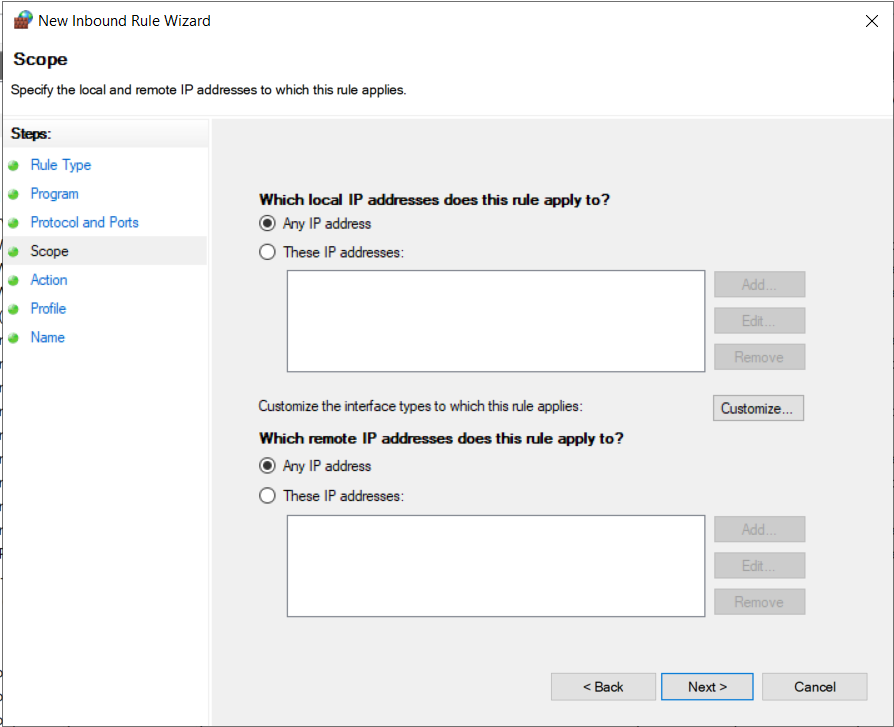 New Inbound Rule Wizard
Scope
Specify the local and remote IP addresses to which this rule applies.
Steps:
Rule Type
Program
Protocol and Ports
Scope
Action
Profile
Name
Which local IP addresses does this rule apply to?
Any IP address
These IP addresses:
Add...
Edit...
Remove
Customize the interface types to which this rule applies:
Customize...
Which remote IP addresses does this rule apply to?
Any IP address
These IP addresses:
Add...
Edit...
Remove
< Back
Next >
Cancel